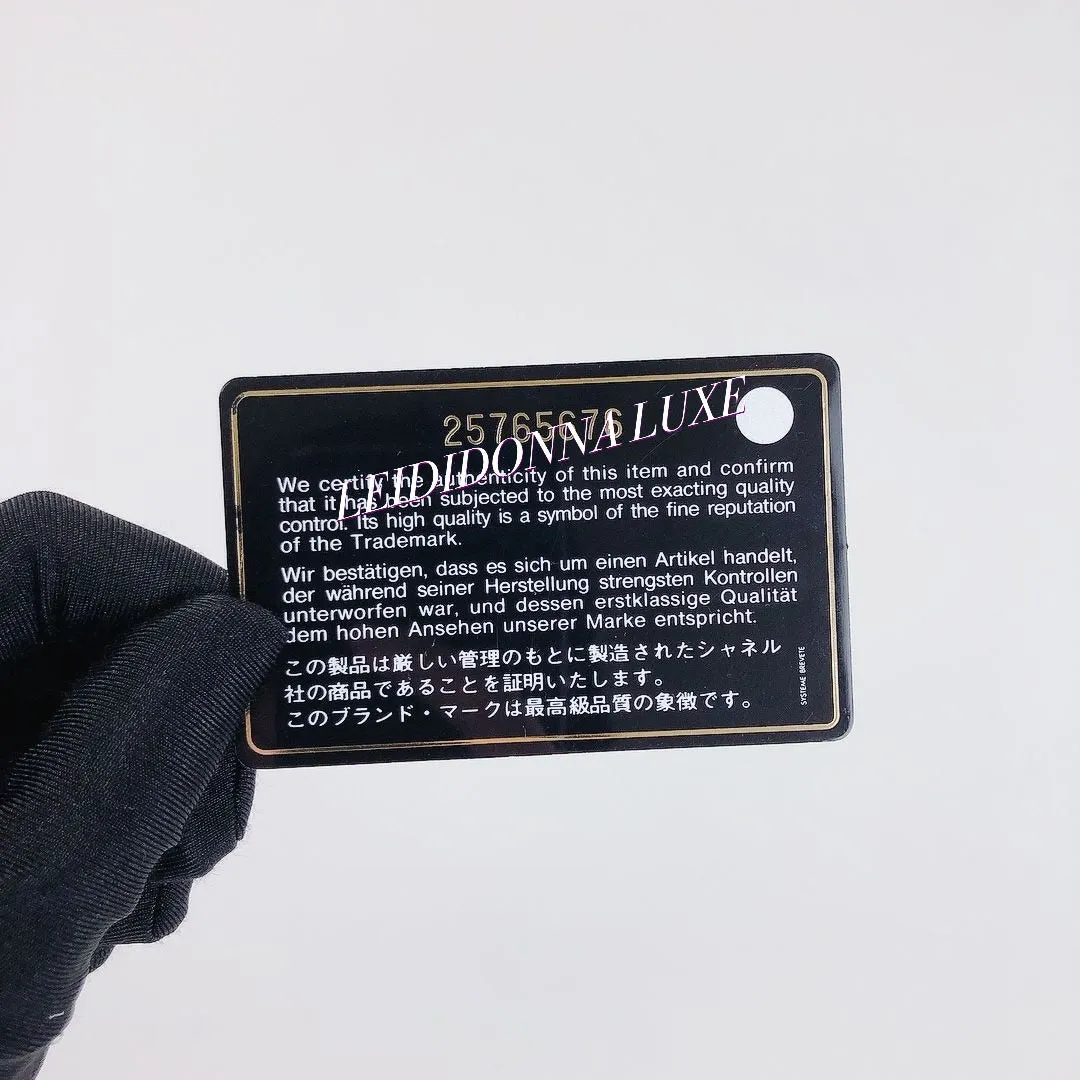 25765676
LEIDIDONNA LUXE
We certify the authenticity of this item and confirm
that it has been subjected to the most exacting quality
control. Its high quality is a symbol of the fine reputation
of the Trademark.
Wir bestätigen, dass es sich um einen Artikel handelt,
der während seiner Herstellung strengsten Kontrollen
unterworfen war, und dessen erstklassige Qualität
dem hohen Ansehen unserer Marke entspricht.
この製品は厳しい管理のもとに製造されたシャネル
社の商品であることを証明いたします。
このブランド・マークは最高級品質の象徴です。
SYSTEME BREVETE